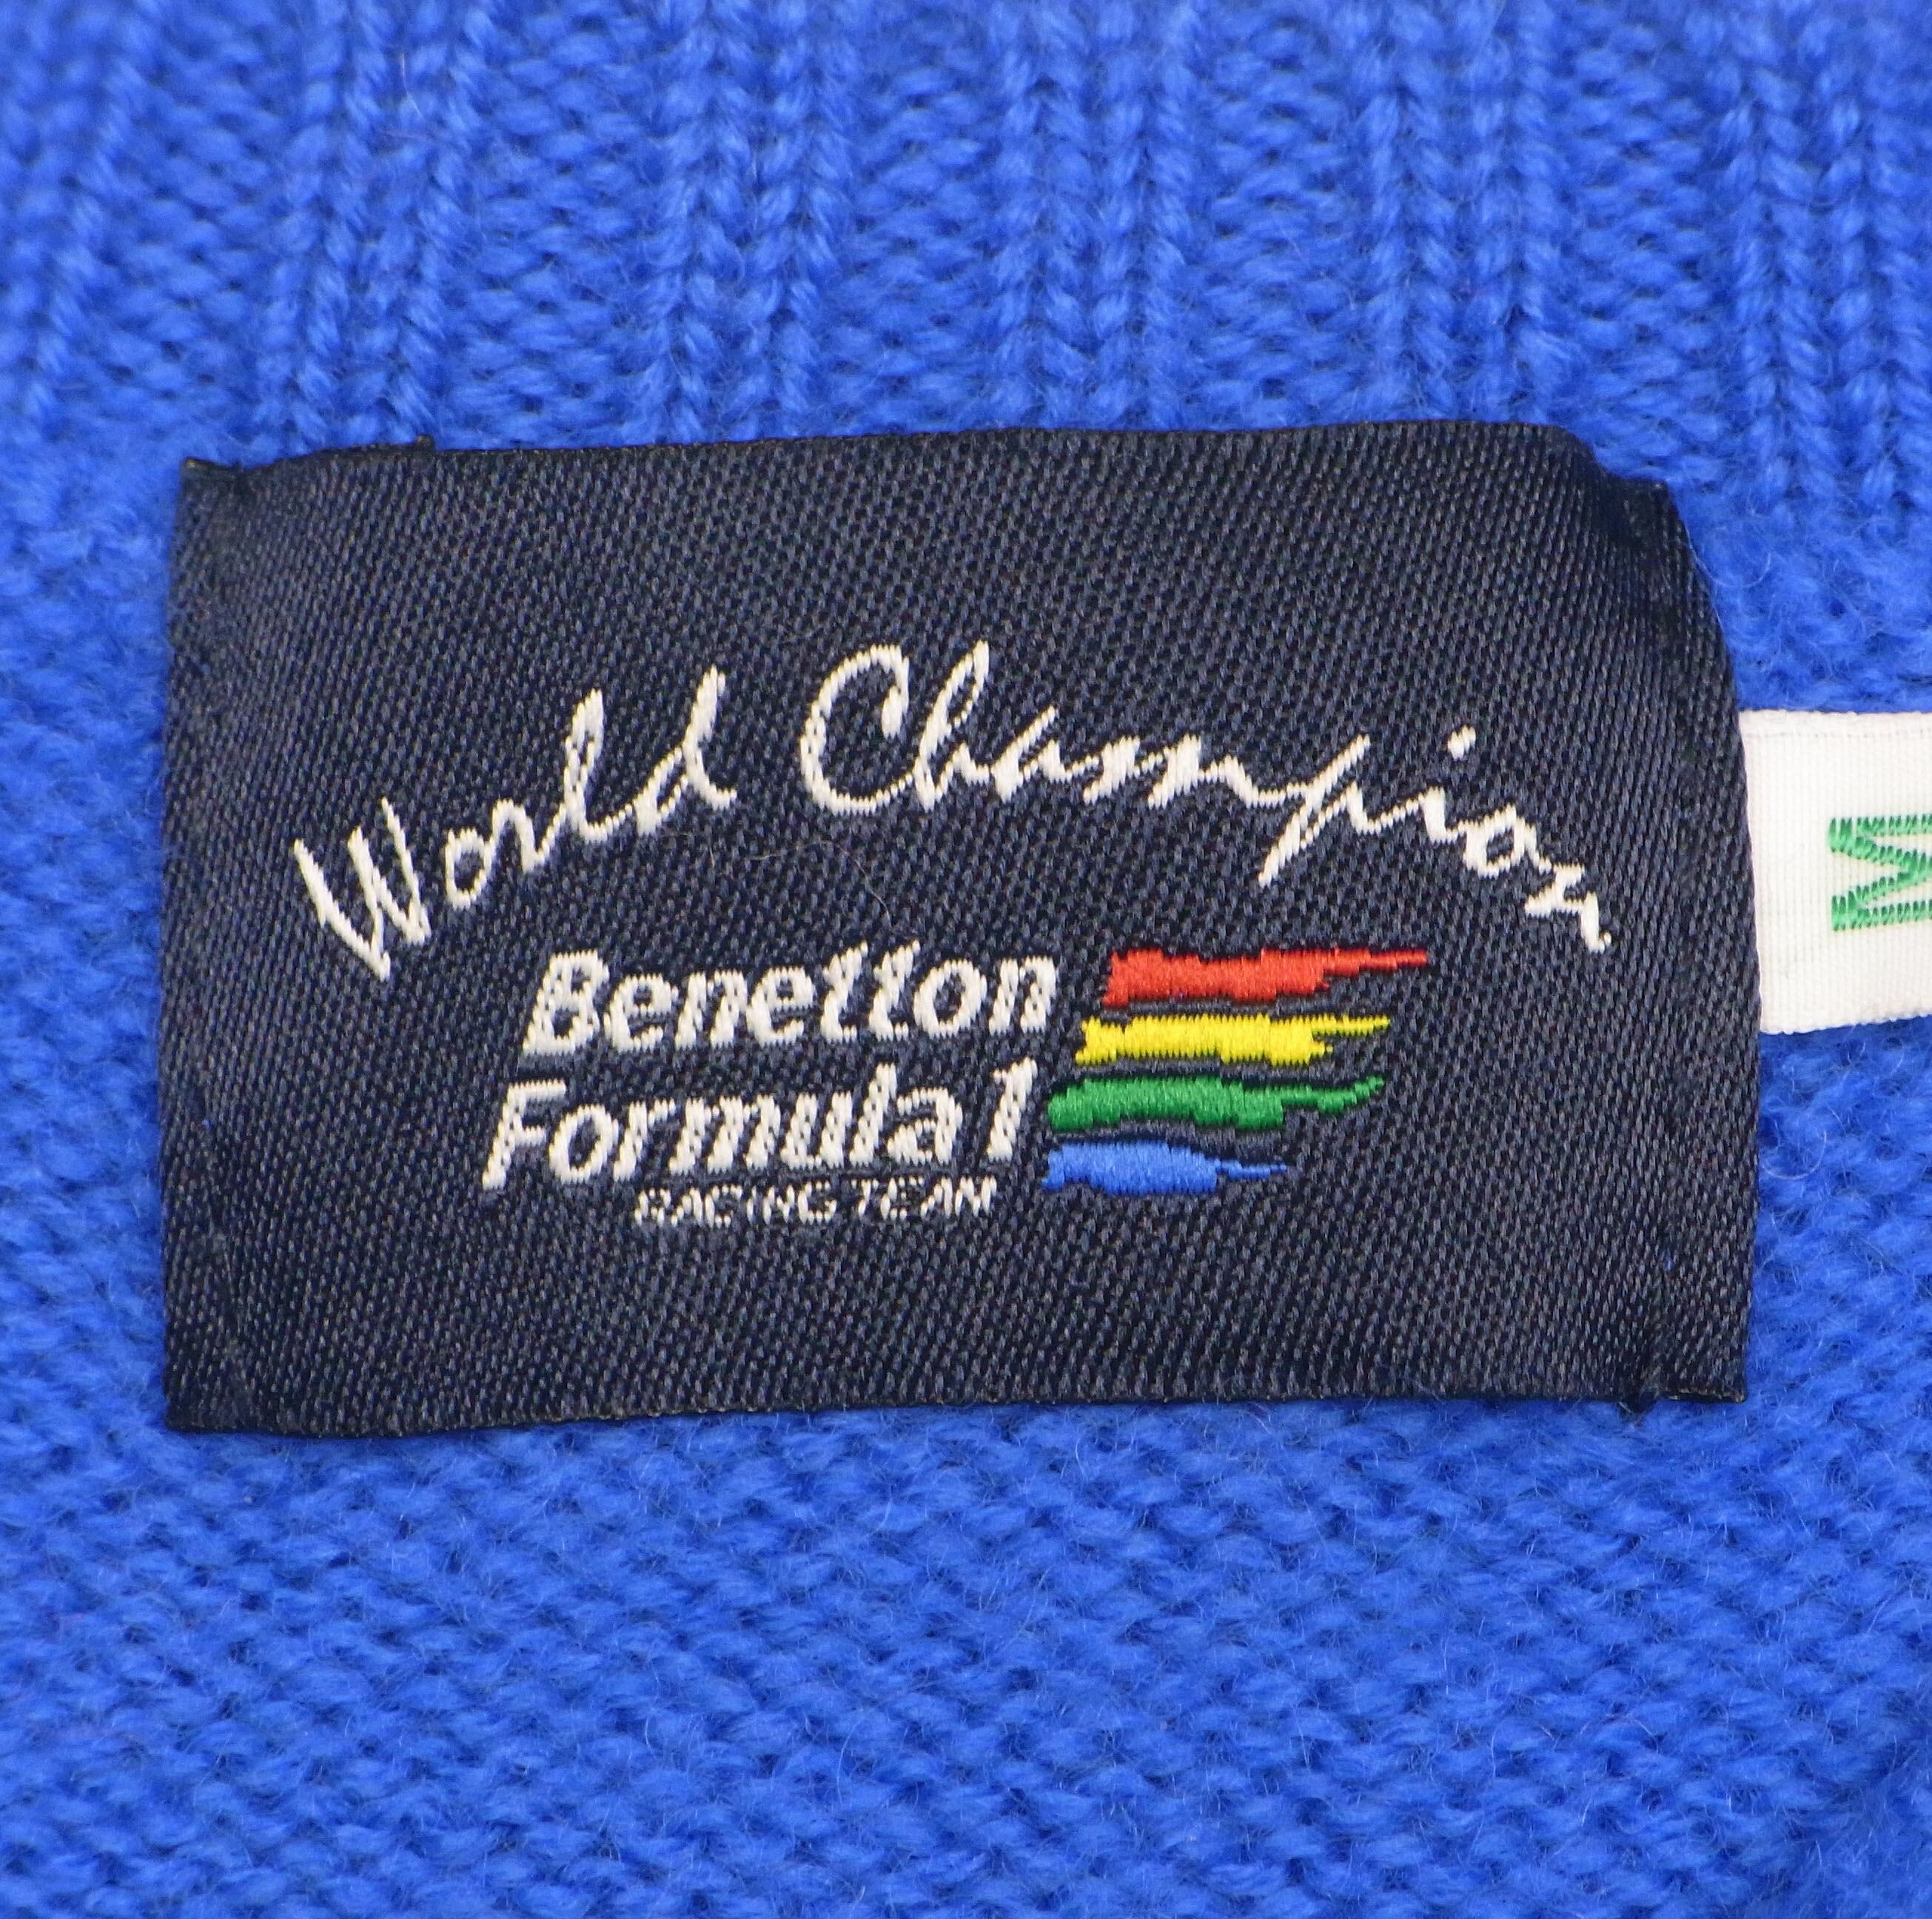 World Champion
Benetton
Formula 1
RACING TEAM
M